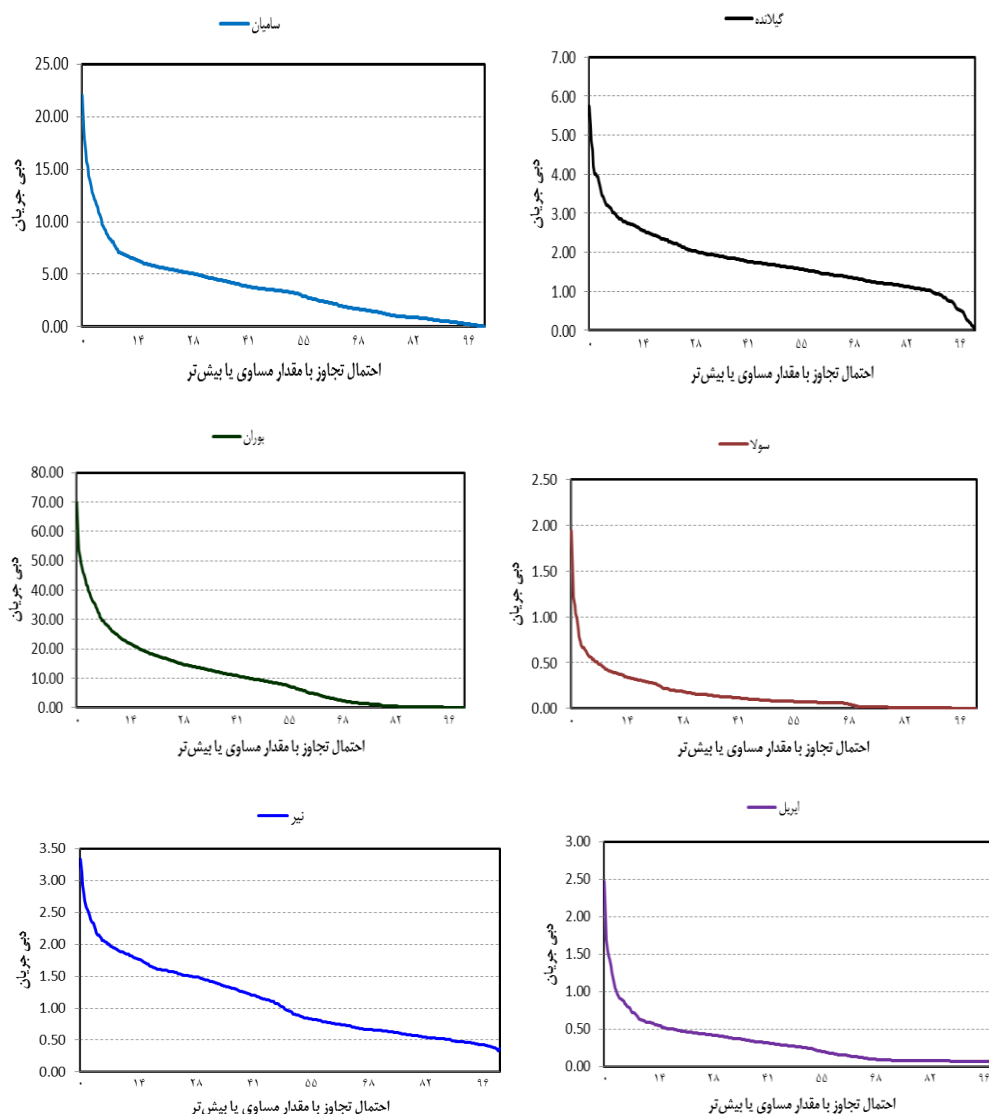 سامیان
25.00
20.00
15.00
10.00
5.00
0.00
دبی جریان
۰ ۱۴ ۲۸ ۴۱ ۵۵ ۶۸ ۸۲ ۹۶
احتمال تجاوز با مقدار مساوی یا بیش‌تر
گیلانده
7.00
6.00
5.00
4.00
3.00
2.00
1.00
0.00
دبی جریان
۰ ۱۴ ۲۸ ۴۱ ۵۵ ۶۸ ۸۲ ۹۶
احتمال تجاوز با مقدار مساوی یا بیش‌تر
بوران
80.00
70.00
60.00
50.00
40.00
30.00
20.00
10.00
0.00
دبی جریان
۰ ۱۴ ۲۸ ۴۱ ۵۵ ۶۸ ۸۲ ۹۶
احتمال تجاوز با مقدار مساوی یا بیش‌تر
سولا
2.50
2.00
1.50
1.00
0.50
0.00
دبی جریان
۰ ۱۴ ۲۸ ۴۱ ۵۵ ۶۸ ۸۲ ۹۶
احتمال تجاوز با مقدار مساوی یا بیش‌تر
نیر
3.50
3.00
2.50
2.00
1.50
1.00
0.50
0.00
دبی جریان
۰ ۱۴ ۲۸ ۴۱ ۵۵ ۶۸ ۸۲ ۹۶
احتمال تجاوز با مقدار مساوی یا بیش‌تر
ایریل
3.00
2.50
2.00
1.50
1.00
0.50
0.00
دبی جریان
۰ ۱۴ ۲۸ ۴۱ ۵۵ ۶۸ ۸۲ ۹۶
احتمال تجاوز با مقدار مساوی یا بیش‌تر